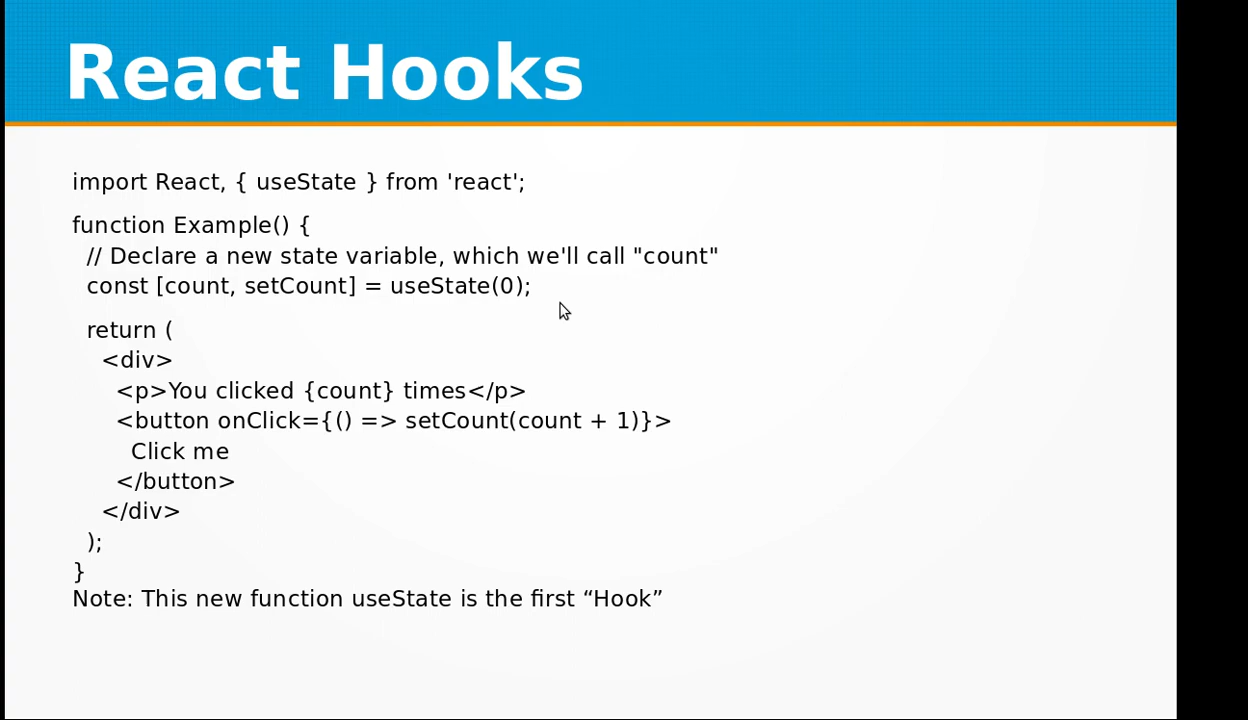 React Hooks
import React, { useState } from 'react';
function Example() {
// Declare a new state variable, which we'll call "count"
const [count, setCount] = useState(0);
return (
<div>
<p>You clicked {count} times</p>
<button onClick={() => setCount(count + 1)}>
Click me
</button>
</div>
);
}
Note: This new function useState is the first “Hook”